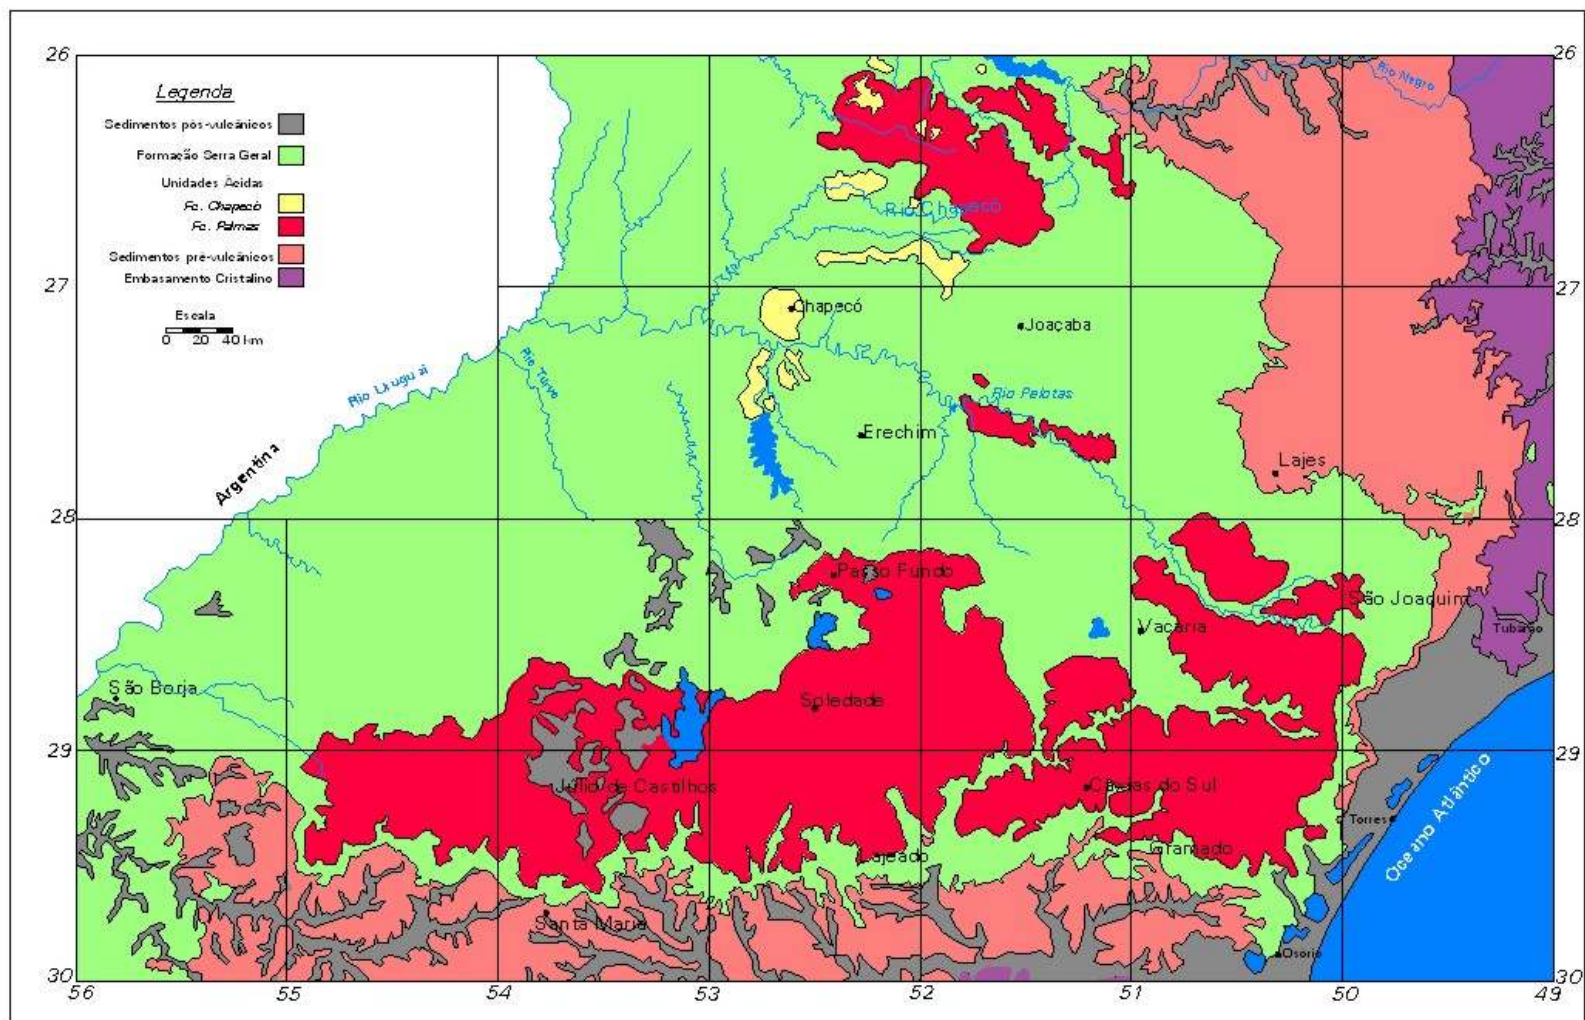 26
26
Legenda
Sedimentos pós-vulcânicos
Formação Serra Geral
Unidades Ácidas
Fc. Chapecó
Fc. Palmas
Sedimentos pré-vulcânicos
Embasamento Cristalino
Escala
0 20 40 km
Rio Negro
Rio Chapecó
27
27
Chapecó
Joaçaba
Rio Uruguai
Rio Turvo
Rio Pelotas
Erechim
Argentina
Lajes
28
28
Passo Fundo
São Joaquim
Vacaria
Tubarão
São Borja
Soledade
29
29
Júlio de Castilhos
Caxias do Sul
Torres
Oceano Atlântico
Lajeado
Gramado
Santa Maria
Osorio
30
30
56
55
54
53
52
51
50
49